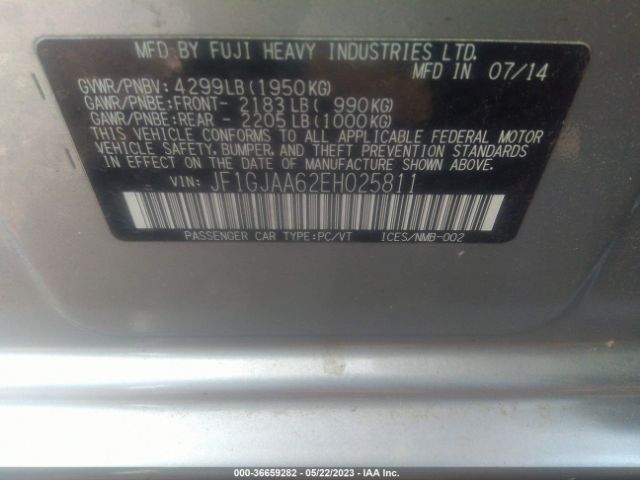 MFD BY FUJI HEAVY INDUSTRIES LTD.
MFD IN 07/14
GVWR/PNBV: 4299LB(1950KG)
GAWR/PNBE:FRONT- 2183LB( 990KG)
GAWR/PNBE:REAR - 2205LB(1000KG)
THIS VEHICLE CONFORMS TO ALL APPLICABLE FEDERAL MOTOR
VEHICLE SAFETY, BUMPER, AND THEFT PREVENTION STANDARDS
IN EFFECT ON THE DATE OF MANUFACTURE SHOWN ABOVE.
VIN: JF1GJAA62EH025811
PASSENGER CAR TYPE:PC/VT ICES/NMB-002
000-36659282 - 05/22/2023 - IAA Inc.